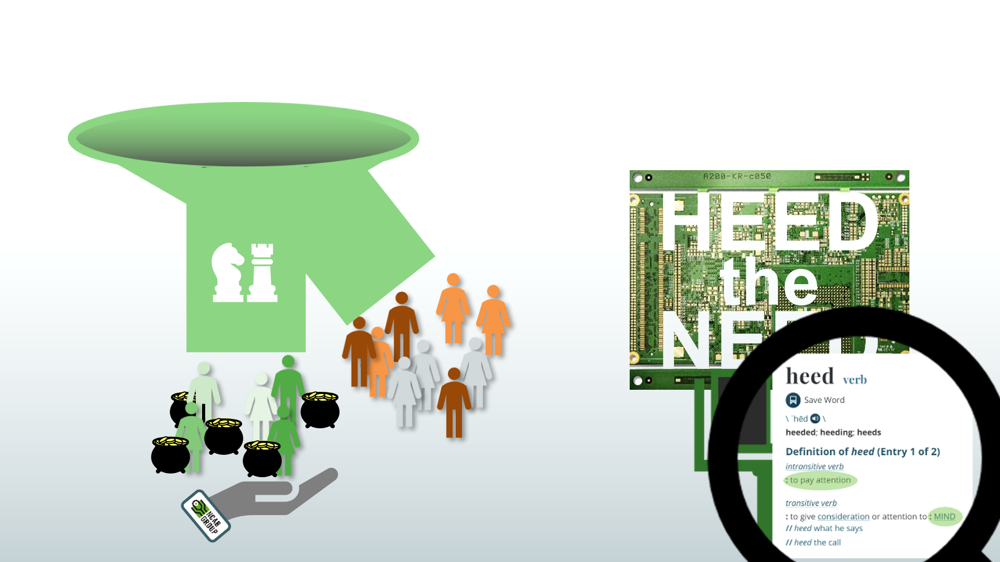 NCAB
GROUP
A200-KR-c050
HEED
the
heed verb
Save Word
\ ˈhēd \
heeded; heeding; heeds
Definition of heed (Entry 1 of 2)
intransitive verb
: to pay attention
transitive verb
: to give consideration or attention to : MIND
// heed what he says
// heed the call